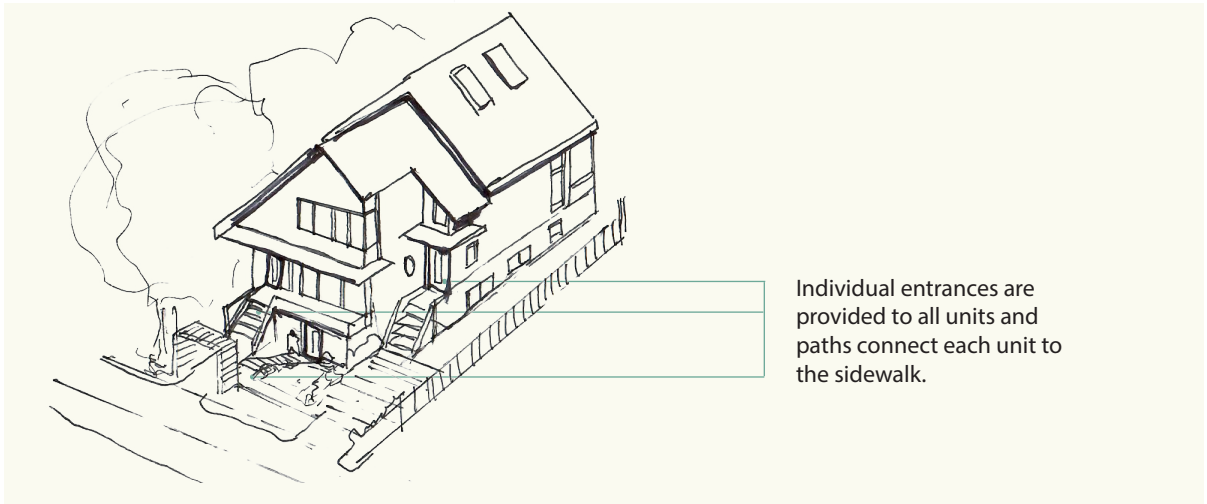 Individual entrances are
provided to all units and
paths connect each unit to
the sidewalk.